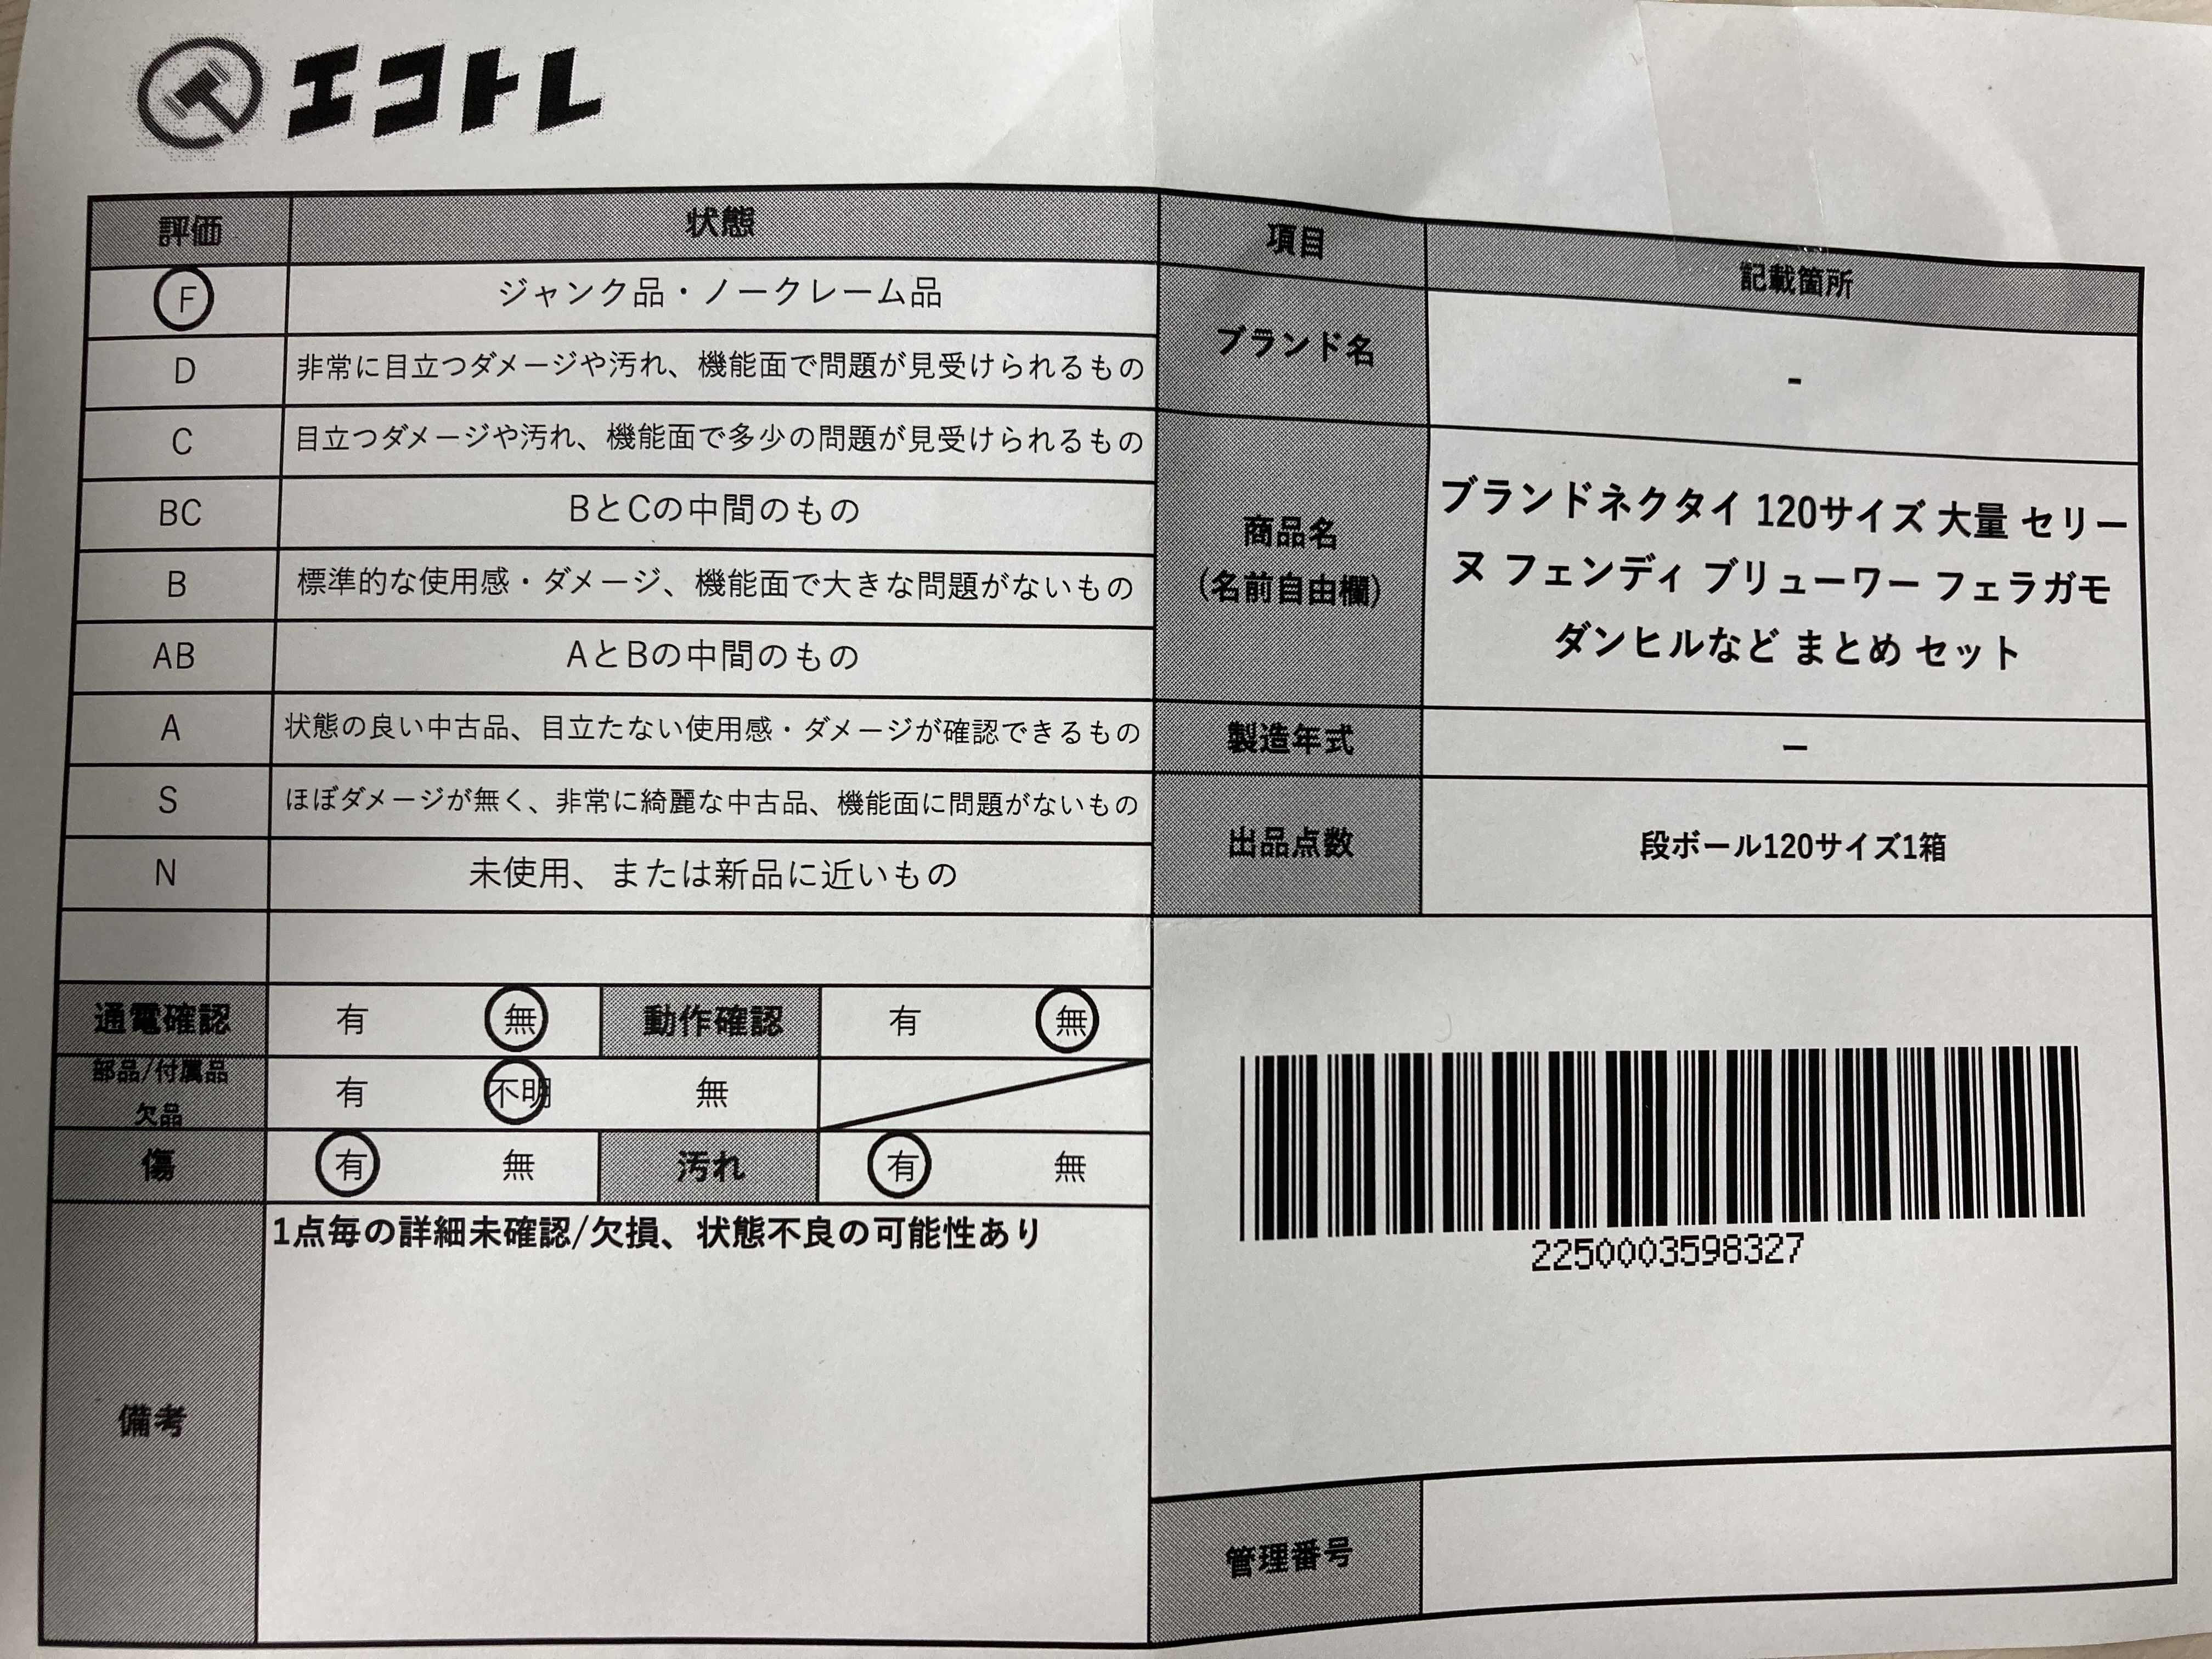 エコトレ
評価 状態
F ジャンク品・ノークレーム品
D 非常に目立つダメージや汚れ、機能面で問題が見受けられるもの
C 目立つダメージや汚れ、機能面で多少の問題が見受けられるもの
BC BとCの中間のもの
B 標準的な使用感・ダメージ、機能面で大きな問題がないもの
AB AとBの中間のもの
A 状態の良い中古品、目立たない使用感・ダメージが確認できるもの
S ほぼダメージが無く、非常に綺麗な中古品、機能面に問題がないもの
N 未使用、または新品に近いもの
通電確認 有 無 動作確認 有 無
部品/付属品
欠品 有 不明 無
傷 有 無 汚れ 有 無
備考 1点毎の詳細未確認/欠損、状態不良の可能性あり
項目 記載箇所
ブランド名 -
商品名
(名前自由欄)
ブランドネクタイ 120サイズ 大量 セリー
ヌ フェンディ ブリューワー フェラガモ
ダンヒルなど まとめ セット
製造年式 ー
出品点数 段ボール120サイズ1箱
2250003598327
管理番号